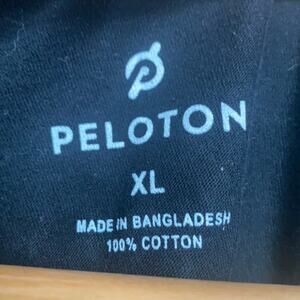 PELOTON
XL
MADE IN BANGLADESH
100% COTTON